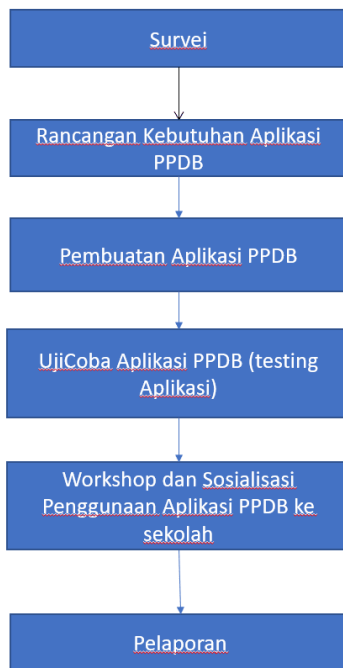 Survei
Rancangan Kebutuhan Aplikasi
PPDB
Pembuatan Aplikasi PPDB
UjiCoba Aplikasi PPDB (testing
Aplikasi)
Workshop dan Sosialisasi
Penggunaan Aplikasi PPDB ke
sekolah
Pelaporan